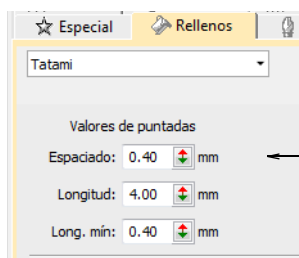 Especial Rellenos
Tatami
Valores de puntadas
Espaciado: 0.40 mm
Longitud: 4.00 mm
Long. mín: 0.40 mm